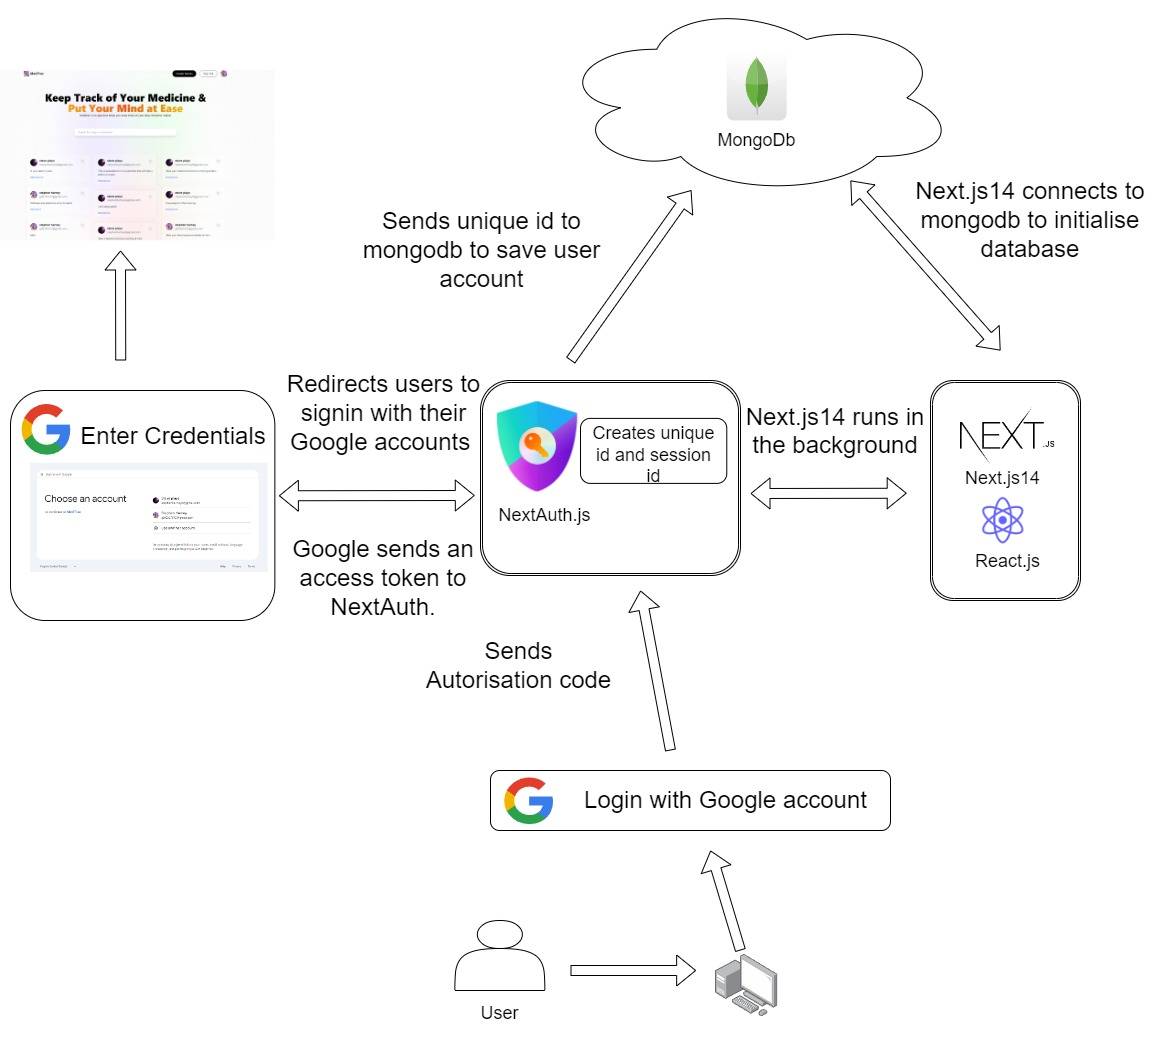 MedTrac
Keep Track of Your Medicine &
Put Your Mind at Ease
MongoDb
Sends unique id to
mongodb to save user
account
Next.js14 connects to
mongodb to initialise
database
Enter Credentials
Choose an account
Redirects users to
signin with their
Google accounts
Google sends an
access token to
NextAuth.
Creates unique
id and session
id
NextAuth.js
Next.js14 runs in
the background
NEXT.JS
Next.js14
React.js
Sends
Autorisation code
Login with Google account
User